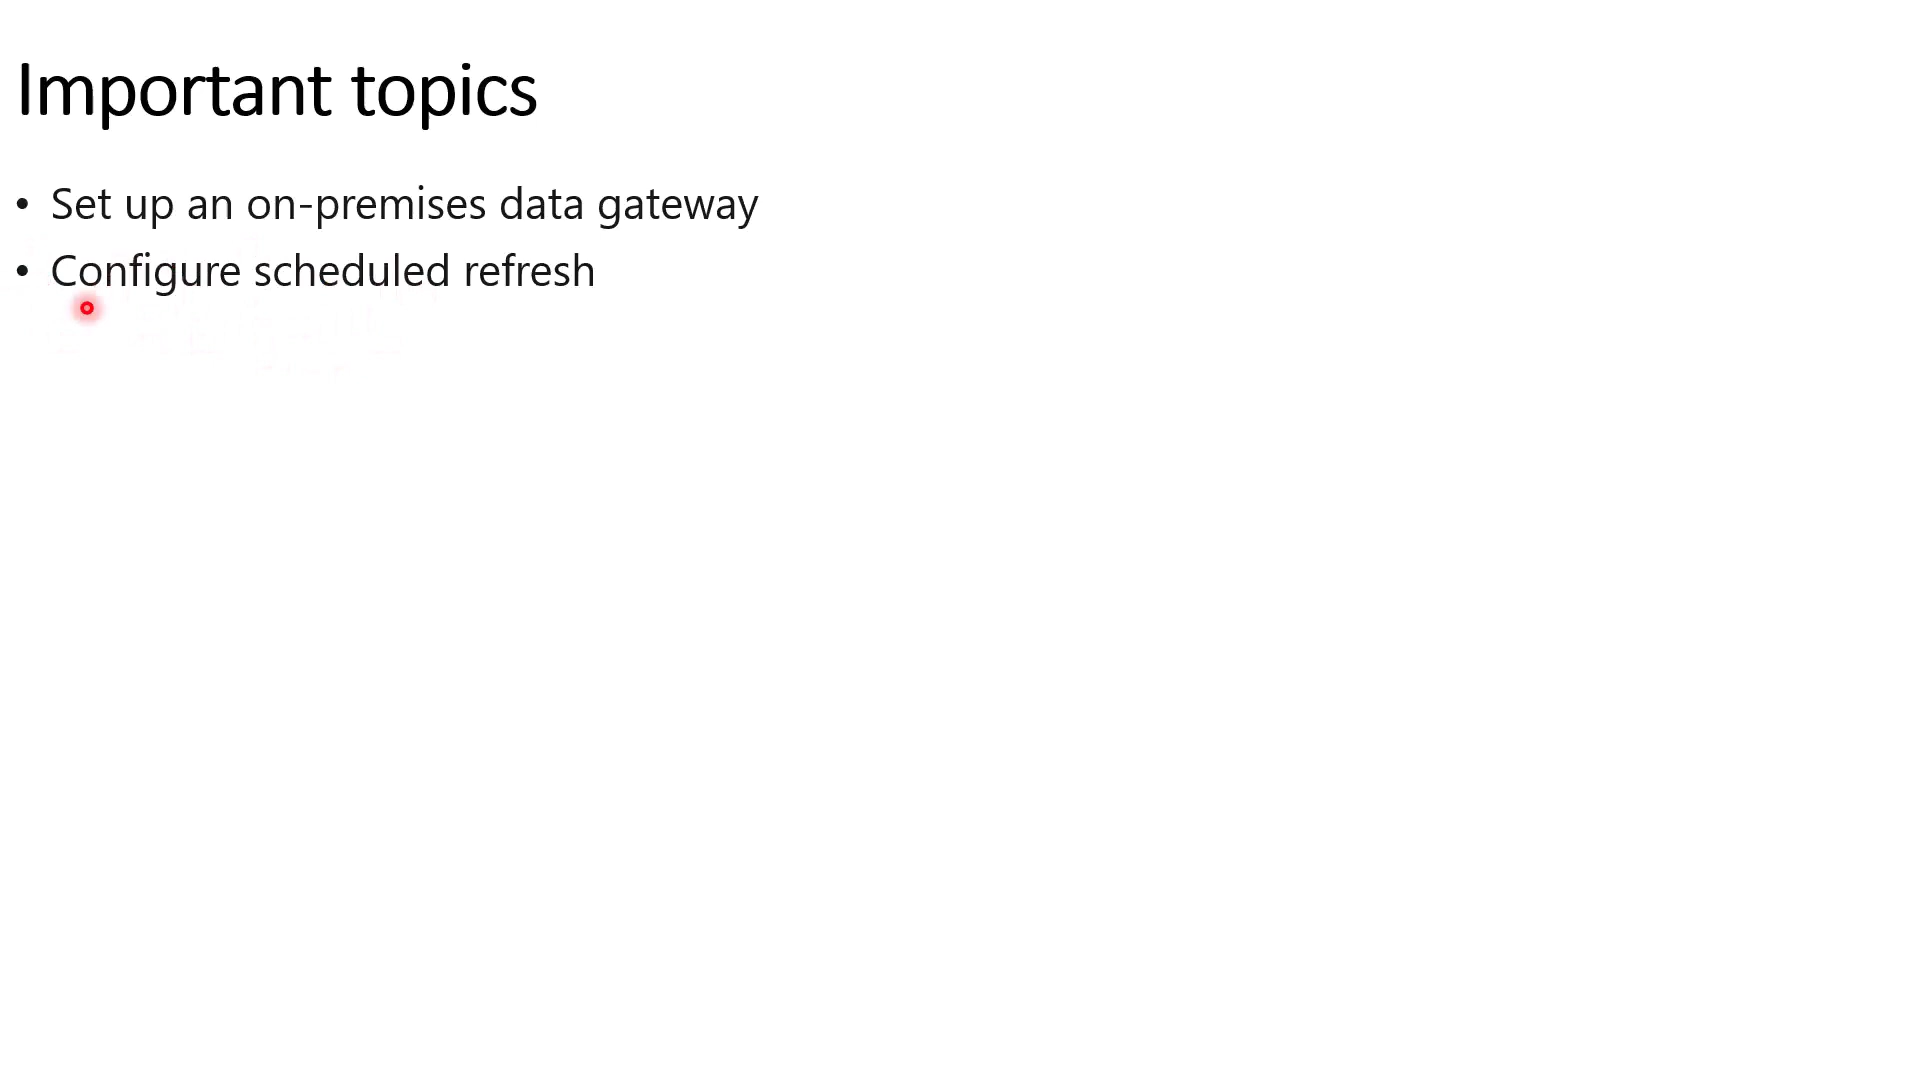 Important topics
• Set up an on-premises data gateway
• Configure scheduled refresh